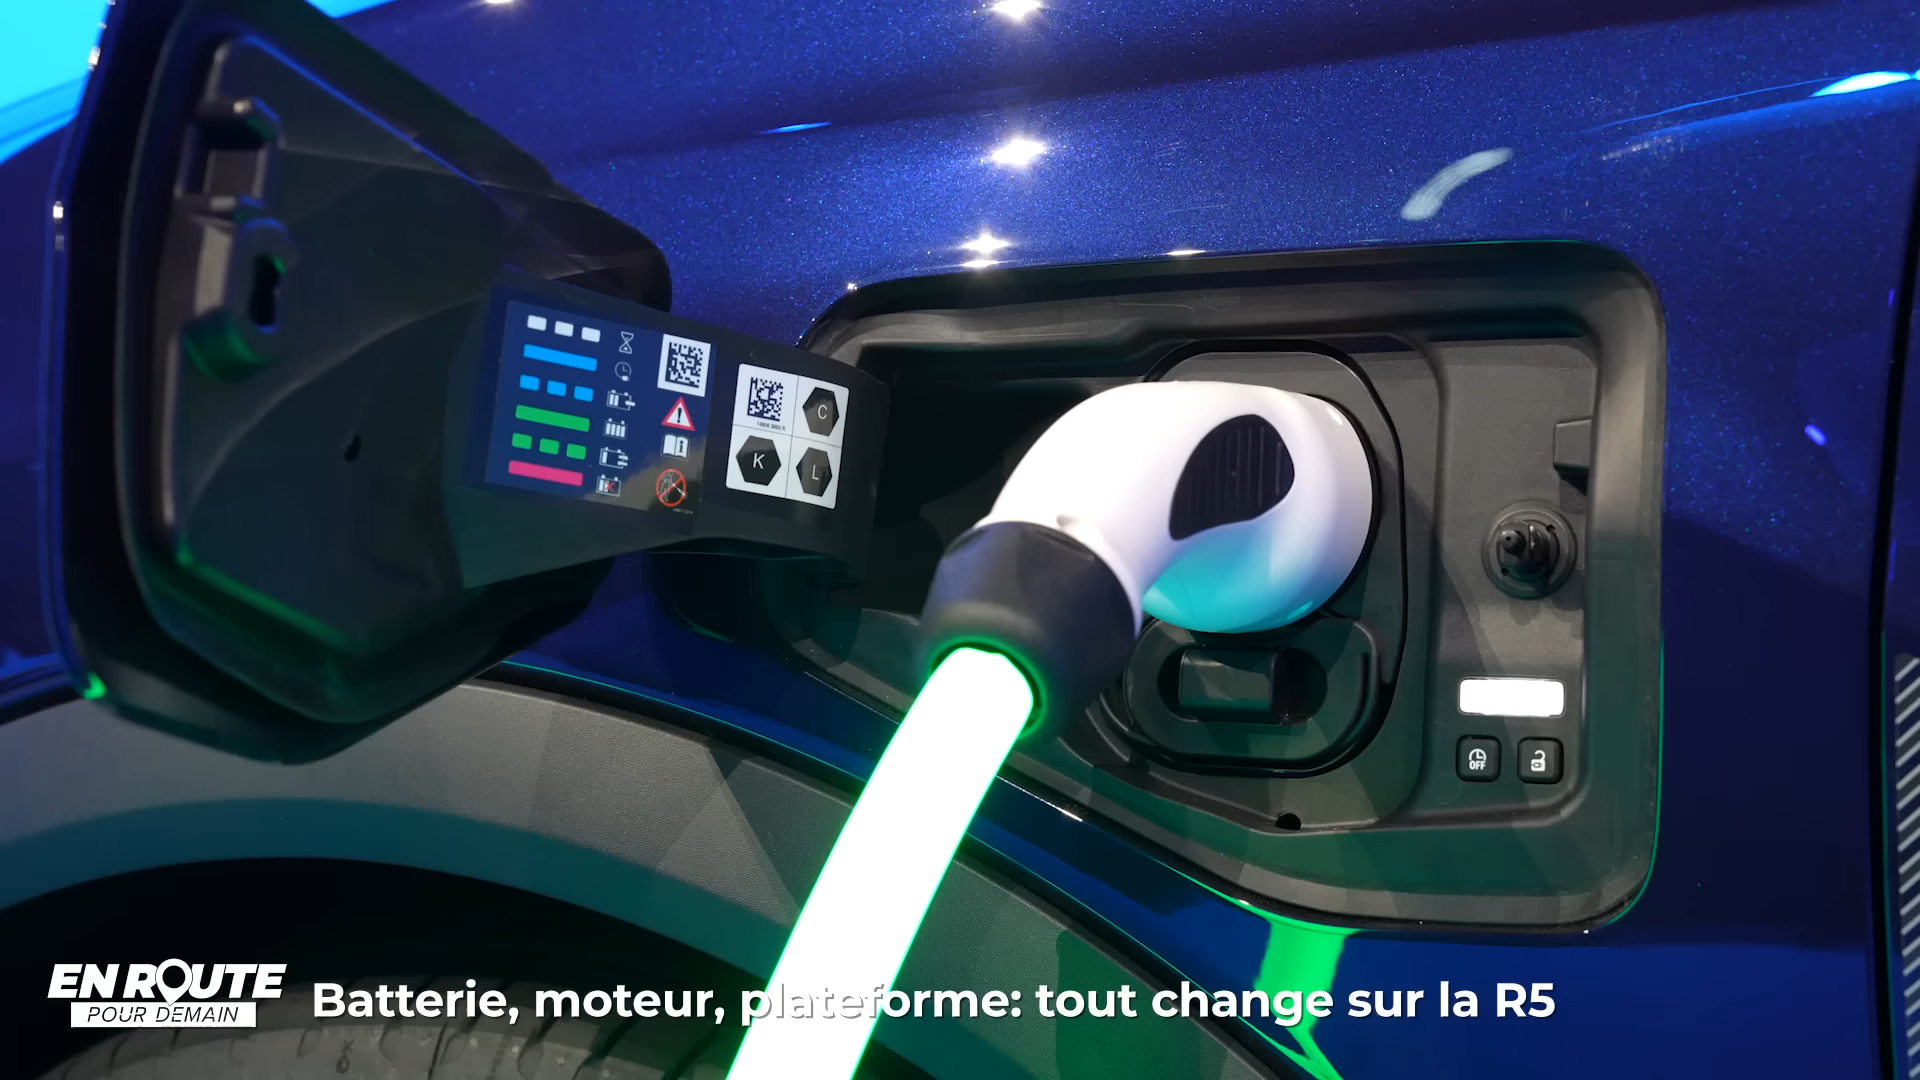 C
K
L
OFF
EN ROUTE
POUR DEMAIN
Batterie, moteur, plateforme: tout change sur la R5